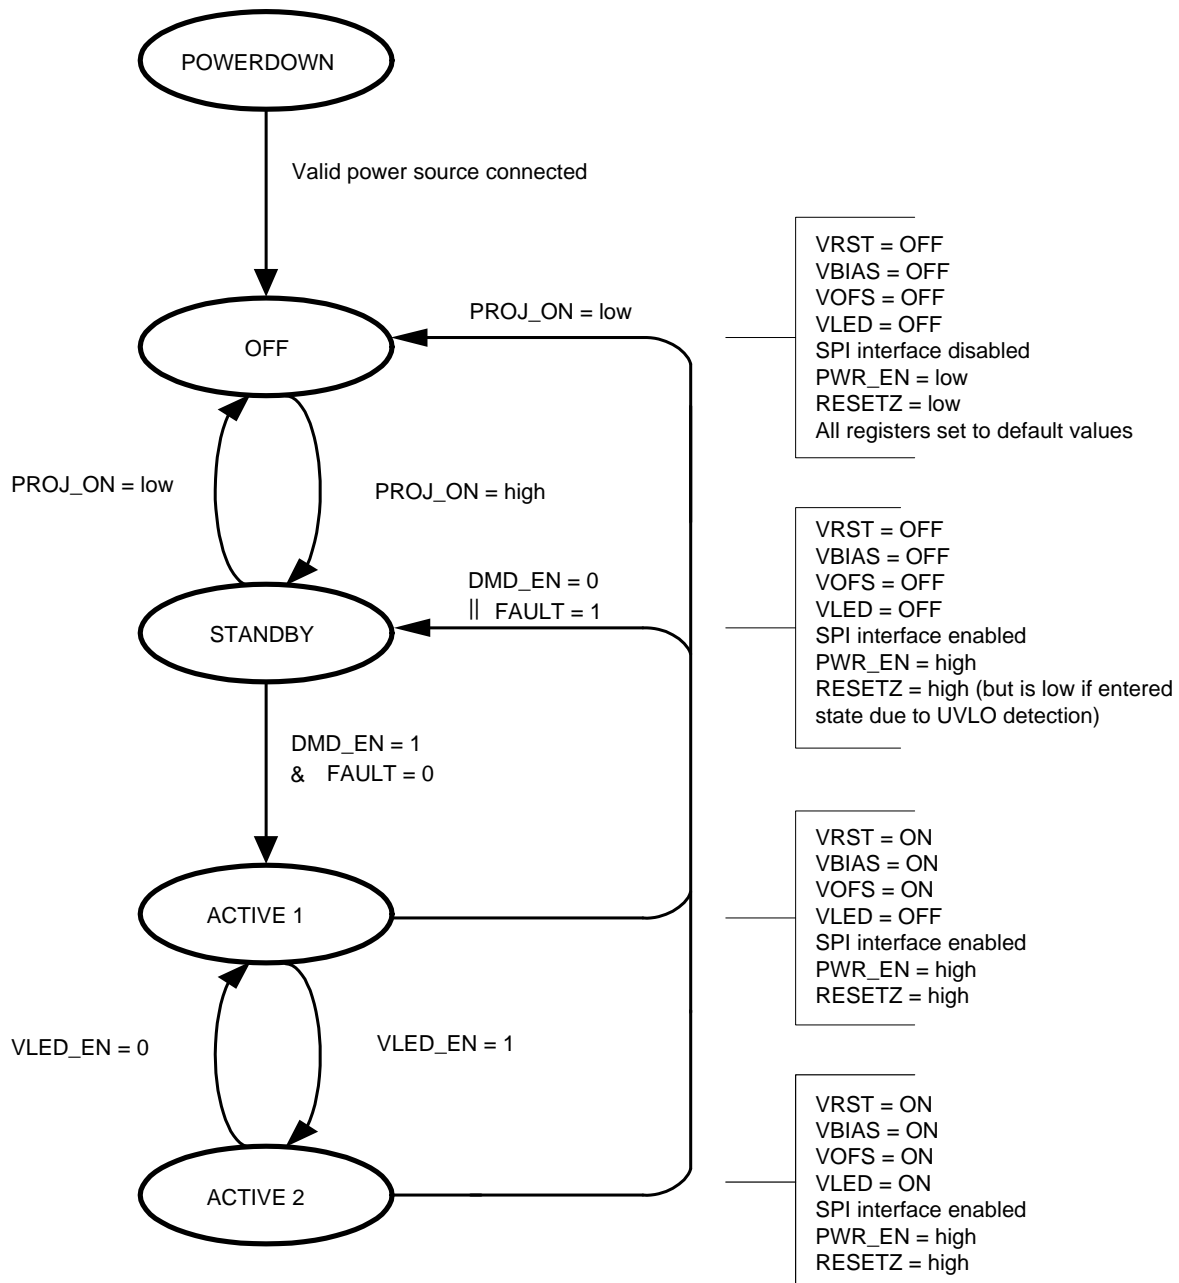 POWERDOWN
Valid power source connected
OFF
PROJ_ON = low
VRST = OFF
VBIAS = OFF
VOFS = OFF
VLED = OFF
SPI interface disabled
PWR_EN = low
RESETZ = low
All registers set to default values
PROJ_ON = low
PROJ_ON = high
STANDBY
DMD_EN = 0
|| FAULT = 1
VRST = OFF
VBIAS = OFF
VOFS = OFF
VLED = OFF
SPI interface enabled
PWR_EN = high
RESETZ = high (but is low if entered
state due to UVLO detection)
DMD_EN = 1
& FAULT = 0
ACTIVE 1
VRST = ON
VBIAS = ON
VOFS = ON
VLED = OFF
SPI interface enabled
PWR_EN = high
RESETZ = high
VLED_EN = 0
VLED_EN = 1
ACTIVE 2
VRST = ON
VBIAS = ON
VOFS = ON
VLED = ON
SPI interface enabled
PWR_EN = high
RESETZ = high